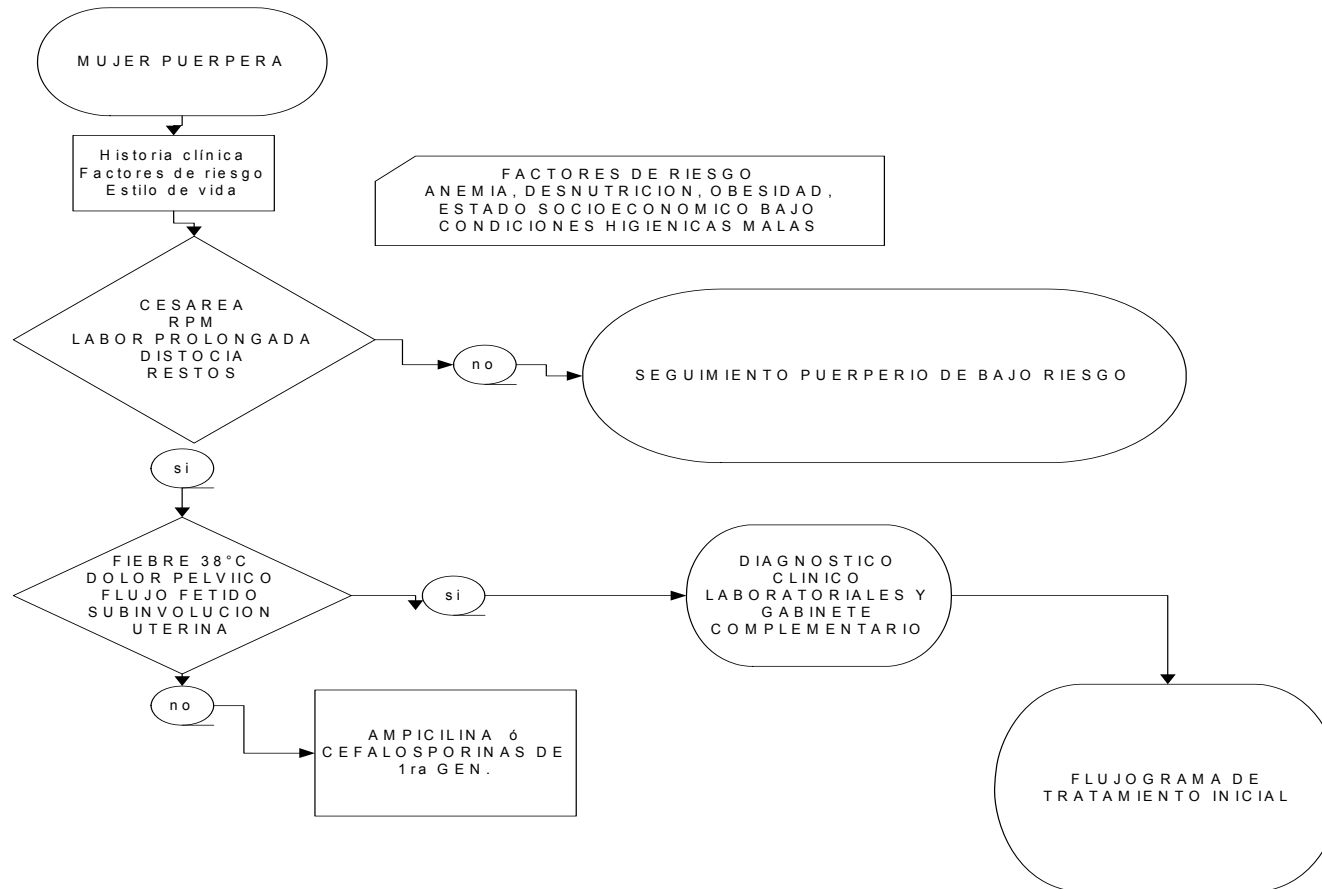 MUJER PUERPERA
Historia clínica
Factores de riesgo
Estilo de vida
FACTORES DE RIESGO
ANEMIA, DESNUTRICION, OBESIDAD,
ESTADO SOCIOECONOMICO BAJO
CONDICIONES HIGIENICAS MALAS
CESAREA
RPM
LABOR PROLONGADA
DISTOCIA
RESTOS
no
SEGUIMIENTO PUERPERIO DE BAJO RIESGO
si
FIEBRE 38°C
DOLOR PELVIICO
FLUJO FETIDO
SUBINVOLUCION
UTERINA
si
DIAGNOSTICO
CLINICO
LABORATORIALES Y
GABINETE
COMPLEMENTARIO
no
AMPICILINA ó
CEFALOSPORINAS DE
1ra GEN.
FLUJOGRAMA DE
TRATAMIENTO INICIAL